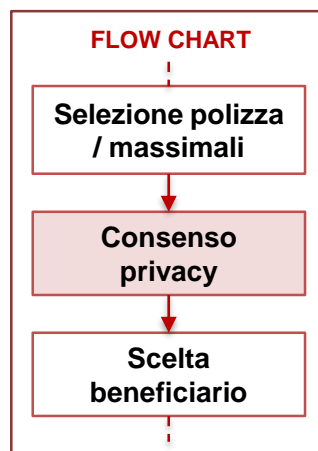 FLOW CHART
Selezione polizza
/ massimali
Consenso
privacy
Scelta
beneficiario